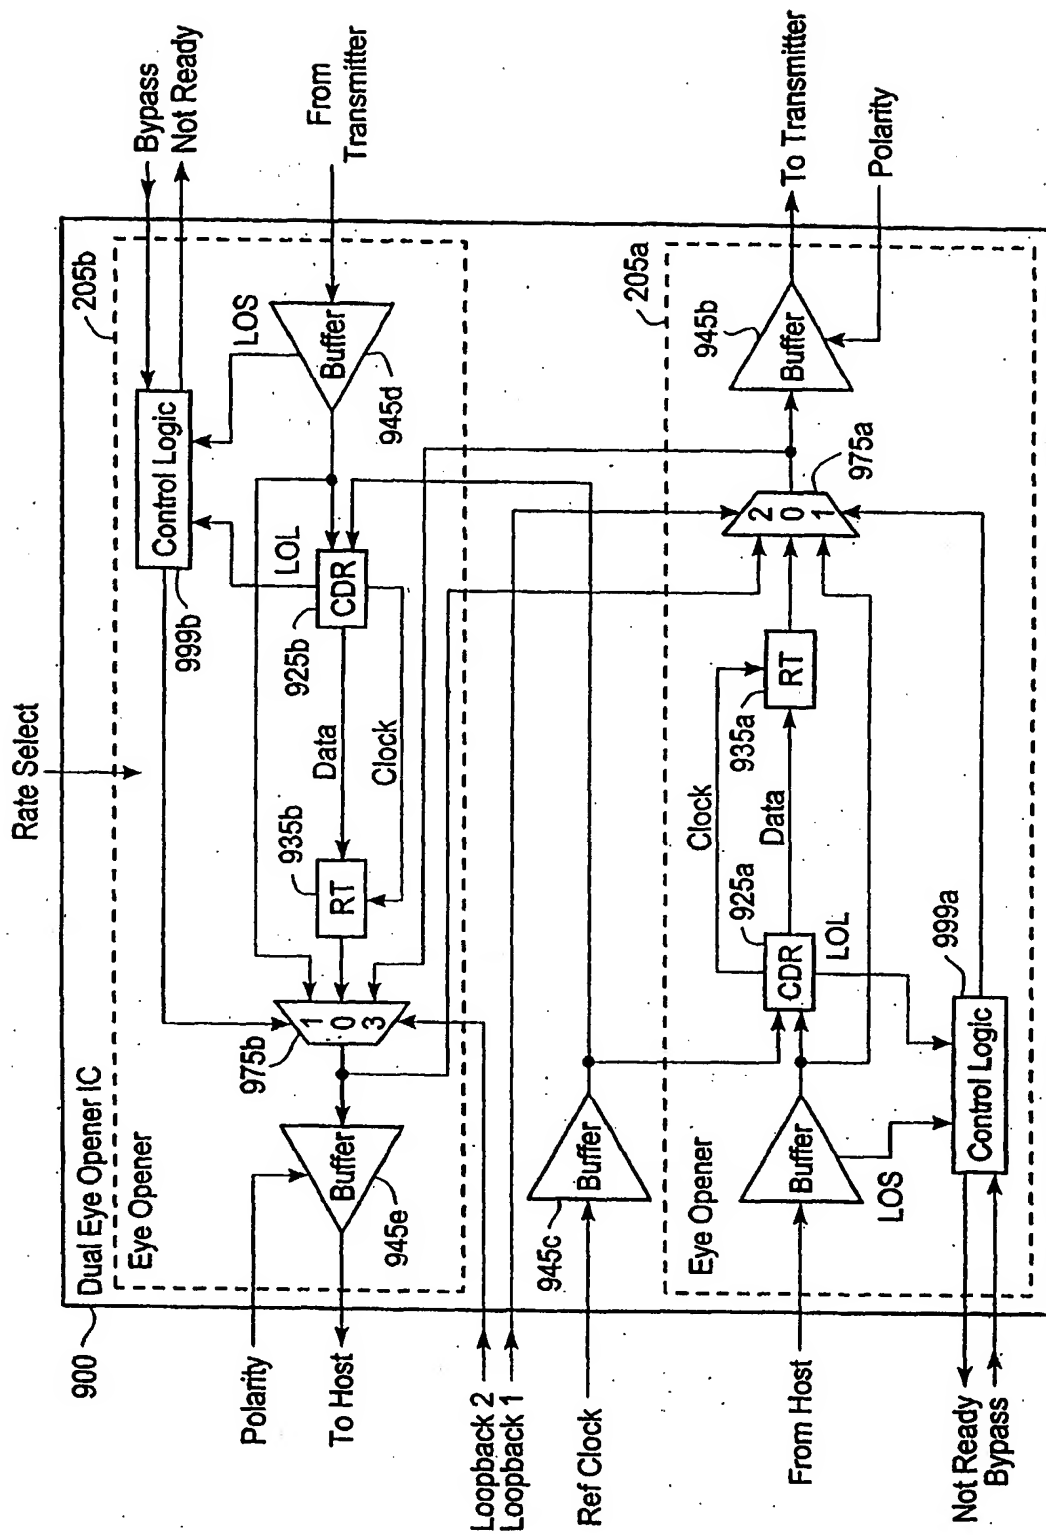 Rate Select
900
Dual Eye Opener IC
205b
Eye Opener
Bypass
Not Ready
Control Logic
999b
LOS
LOL
From
Transmitter
Buffer
945d
CDR
925b
Data
Clock
RT
935b
1
0
3
975b
Buffer
945e
Polarity
To Host
Loopback 2
Loopback 1
Ref Clock
Buffer
945c
205a
Eye Opener
From Host
Buffer
LOS
CDR
925a
LOL
Clock
Data
RT
935a
2
0
1
975a
Buffer
945b
To Transmitter
Polarity
Control Logic
999a
Not Ready
Bypass